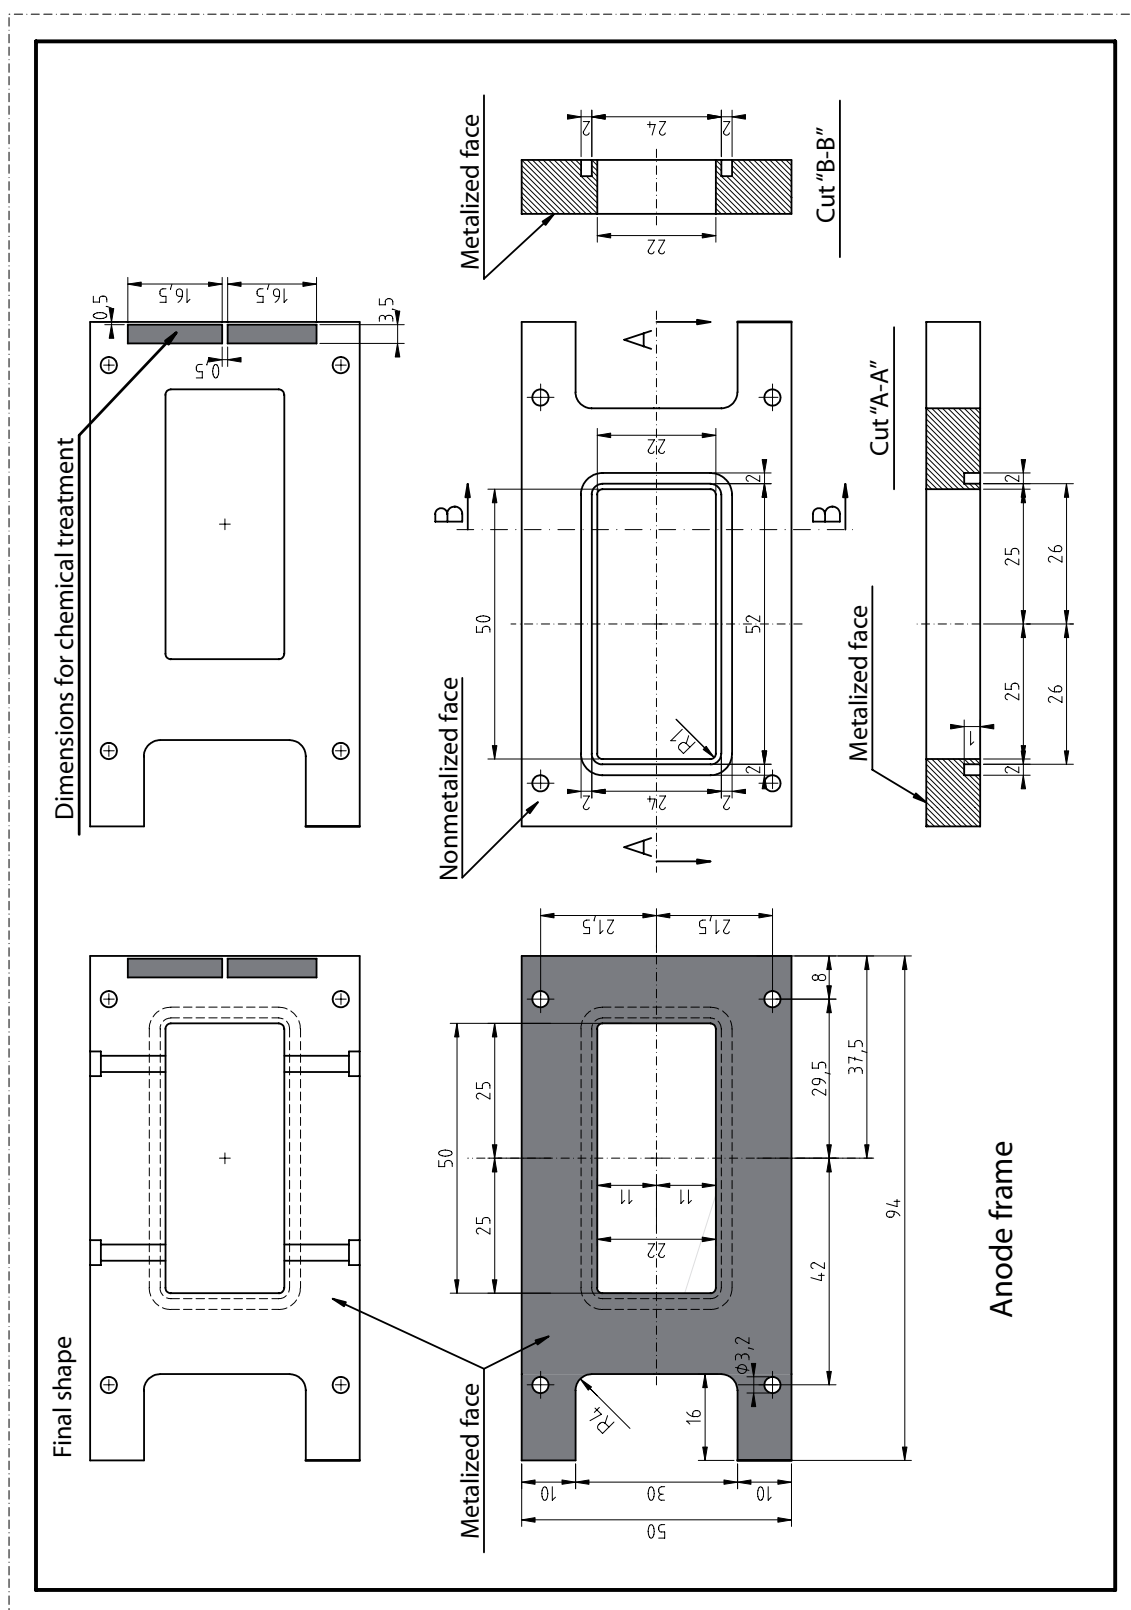 Final shape
Dimensions for chemical treatment
0,5
16,5
16,5
3,5
0,5
Metalized face
50
25
25
11
11
22
21,5
21,5
8
29,5
37,5
42
94
16
R4
ϕ3,2
10
30
10
50
Nonmetalized face
B
B
A
A
50
22
2
52
2
R1
2
24
2
Metalized face
2
24
2
22
Cut "B-B"
Cut "A-A"
Metalized face
2
25
26
25
26
1
2
Anode frame